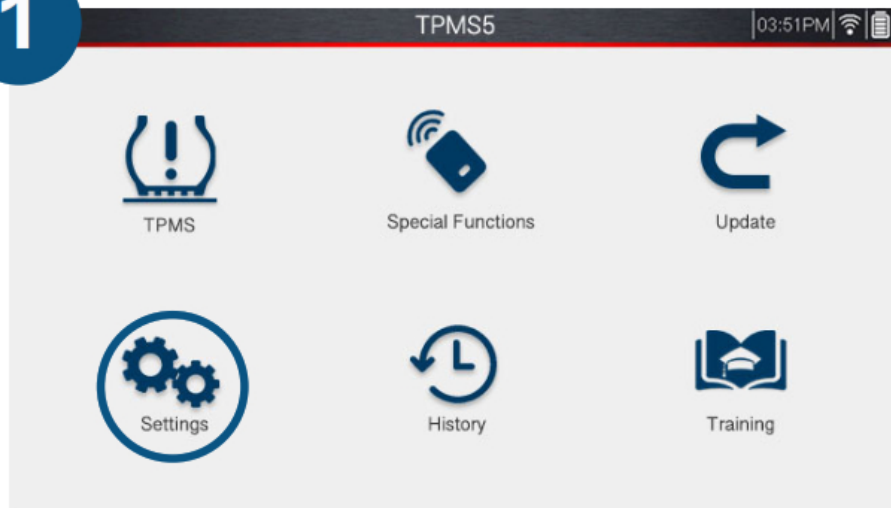 1
TPMS5
03:51PM
TPMS
Special Functions
Update
Settings
History
Training